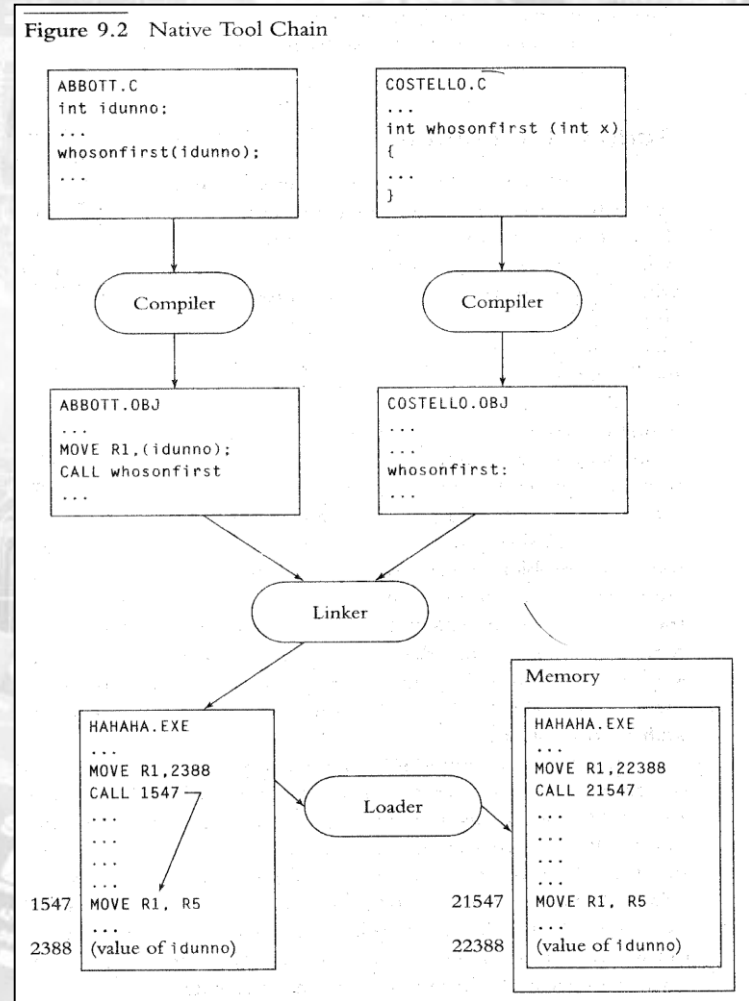 Figure 9.2 Native Tool Chain
ABBOTT.C
int idunno;
...
whosonfirst(idunno);
...
COSTELLO.C
...
int whosonfirst (int x)
{
...
}
Compiler
Compiler
ABBOTT.OBJ
...
MOVE R1,(idunno);
CALL whosonfirst
...
COSTELLO.OBJ
...
...
whosonfirst:
...
Linker
HAHAHA.EXE
...
MOVE R1,2388
CALL 1547
...
...
...
...
1547 MOVE R1, R5
...
2388 (value of idunno)
Loader
Memory
HAHAHA.EXE
...
MOVE R1,22388
CALL 21547
...
...
...
...
21547 MOVE R1, R5
...
22388 (value of idunno)